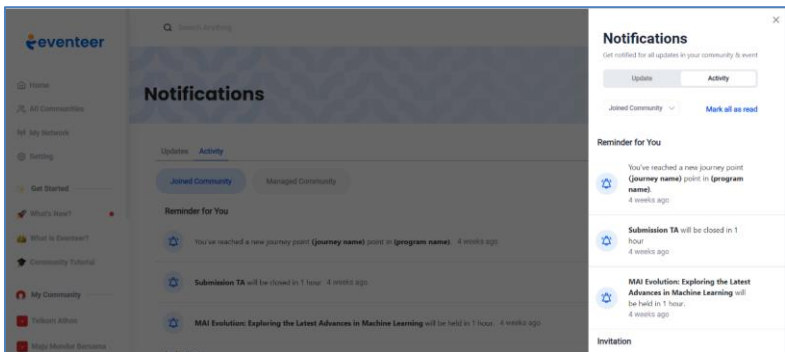 eventeer
Search Anything
Home
All Communities
My Network
Setting
Get Started
What's New?
What is Eventeer?
Community Tutorial
My Community
Telkom Athon
Maju Mundur Bersama
Notifications
Updates Activity
Joined Community Managed Community
Reminder for You
You've reached a new journey point (journey name) point in (program name). 4 weeks ago
Submission TA will be closed in 1 hour 4 weeks ago
MAI Evolution: Exploring the Latest Advances in Machine Learning will be held in 1 hour. 4 weeks ago
Notifications
Get notified for all updates in your community & event
Update Activity
Joined Community Mark all as read
Reminder for You
You've reached a new journey point
(journey name) point in (program
name).
4 weeks ago
Submission TA will be closed in 1
hour
4 weeks ago
MAI Evolution: Exploring the Latest
Advances in Machine Learning will
be held in 1 hour.
4 weeks ago
Invitation